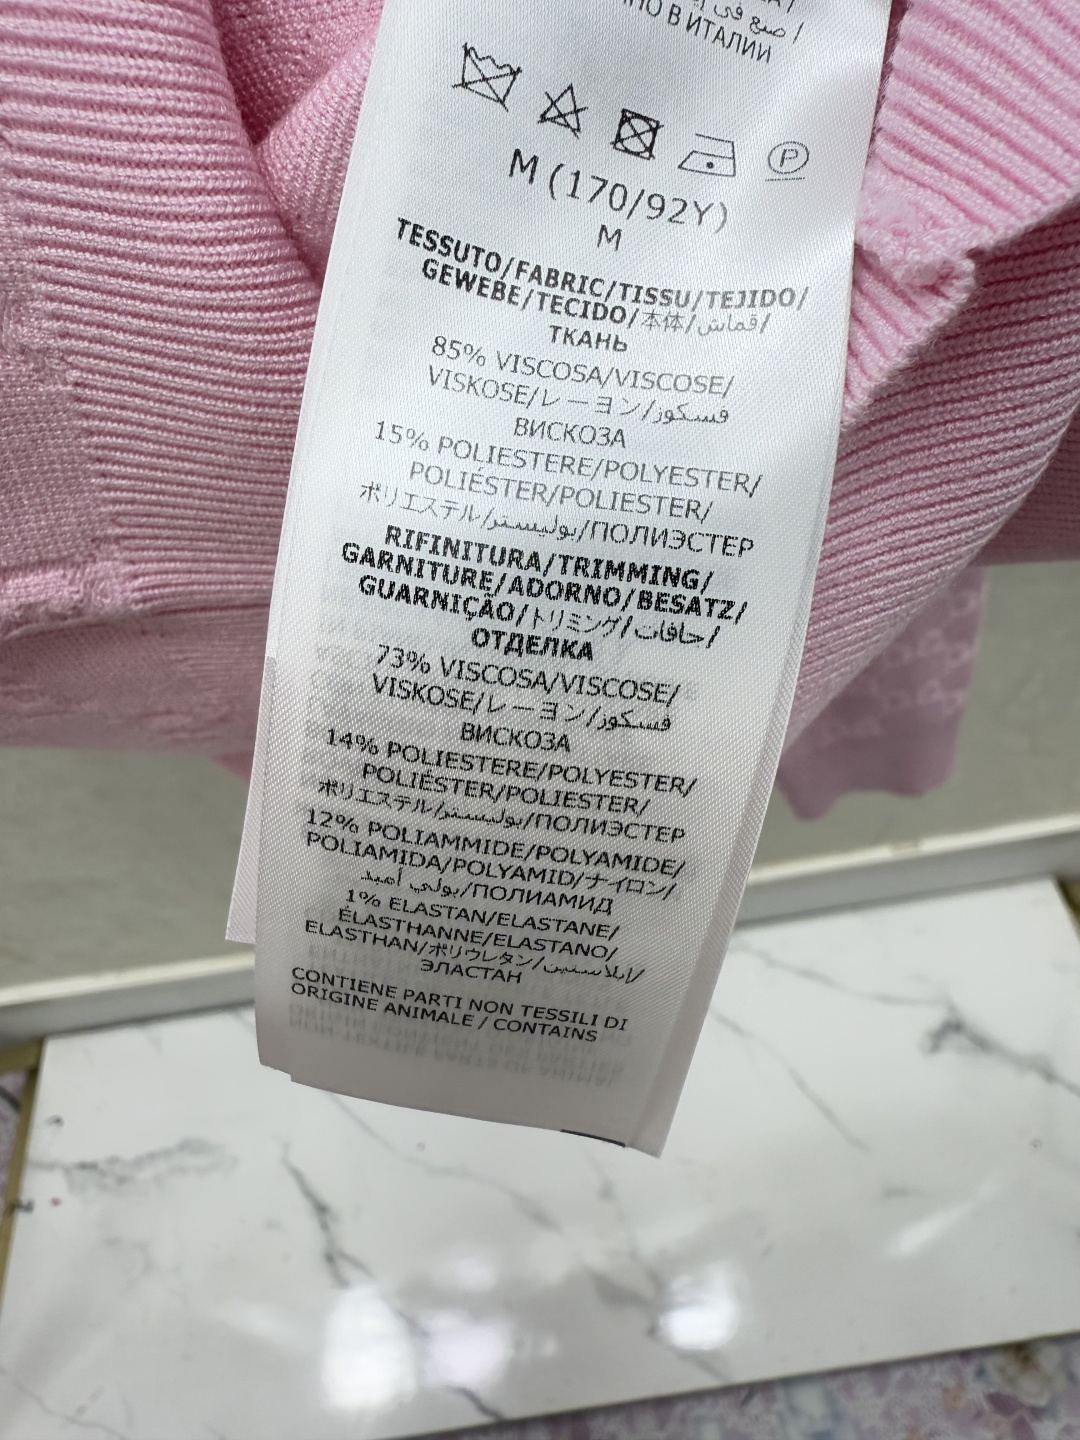 صنع في
В ИТАЛИИ
P
M (170/92Y)
M
TESSUTO/FABRIC/TISSU/TEJIDO/
GEWEBE/TECIDO/本体/قماش/
ТКАНЬ
85% VISCOSA/VISCOSE/
VISKOSE/レーヨン/فسكوز
ВИСКОЗА
15% POLIESTERE/POLYESTER/
POLIÉSTER/POLIESTER/
ポリエステル/بوليستر/ПОЛИЭСТЕР
RIFINITURA/TRIMMING/
GARNITURE/ADORNO/BESATZ/
GUARNIÇÃO/トリミング/حافات/
ОТДЕЛКА
73% VISCOSA/VISCOSE/
VISKOSE/レーヨン/فسكوز
ВИСКОЗА
14% POLIESTERE/POLYESTER/
POLIÉSTER/POLIESTER/
ポリエステル/بوليستر/ПОЛИЭСТЕР
12% POLIAMMIDE/POLYAMIDE/
POLIAMIDA/POLYAMID/ナイロン/
بولي أميد/ПОЛИАМИД
1% ELASTAN/ELASTANE/
ÉLASTHANNE/ELASTANO/
ELASTHAN/ポリウレタン/إيلاستين/
ЭЛАСТАН
CONTIENE PARTI NON TESSILI DI
ORIGINE ANIMALE / CONTAINS